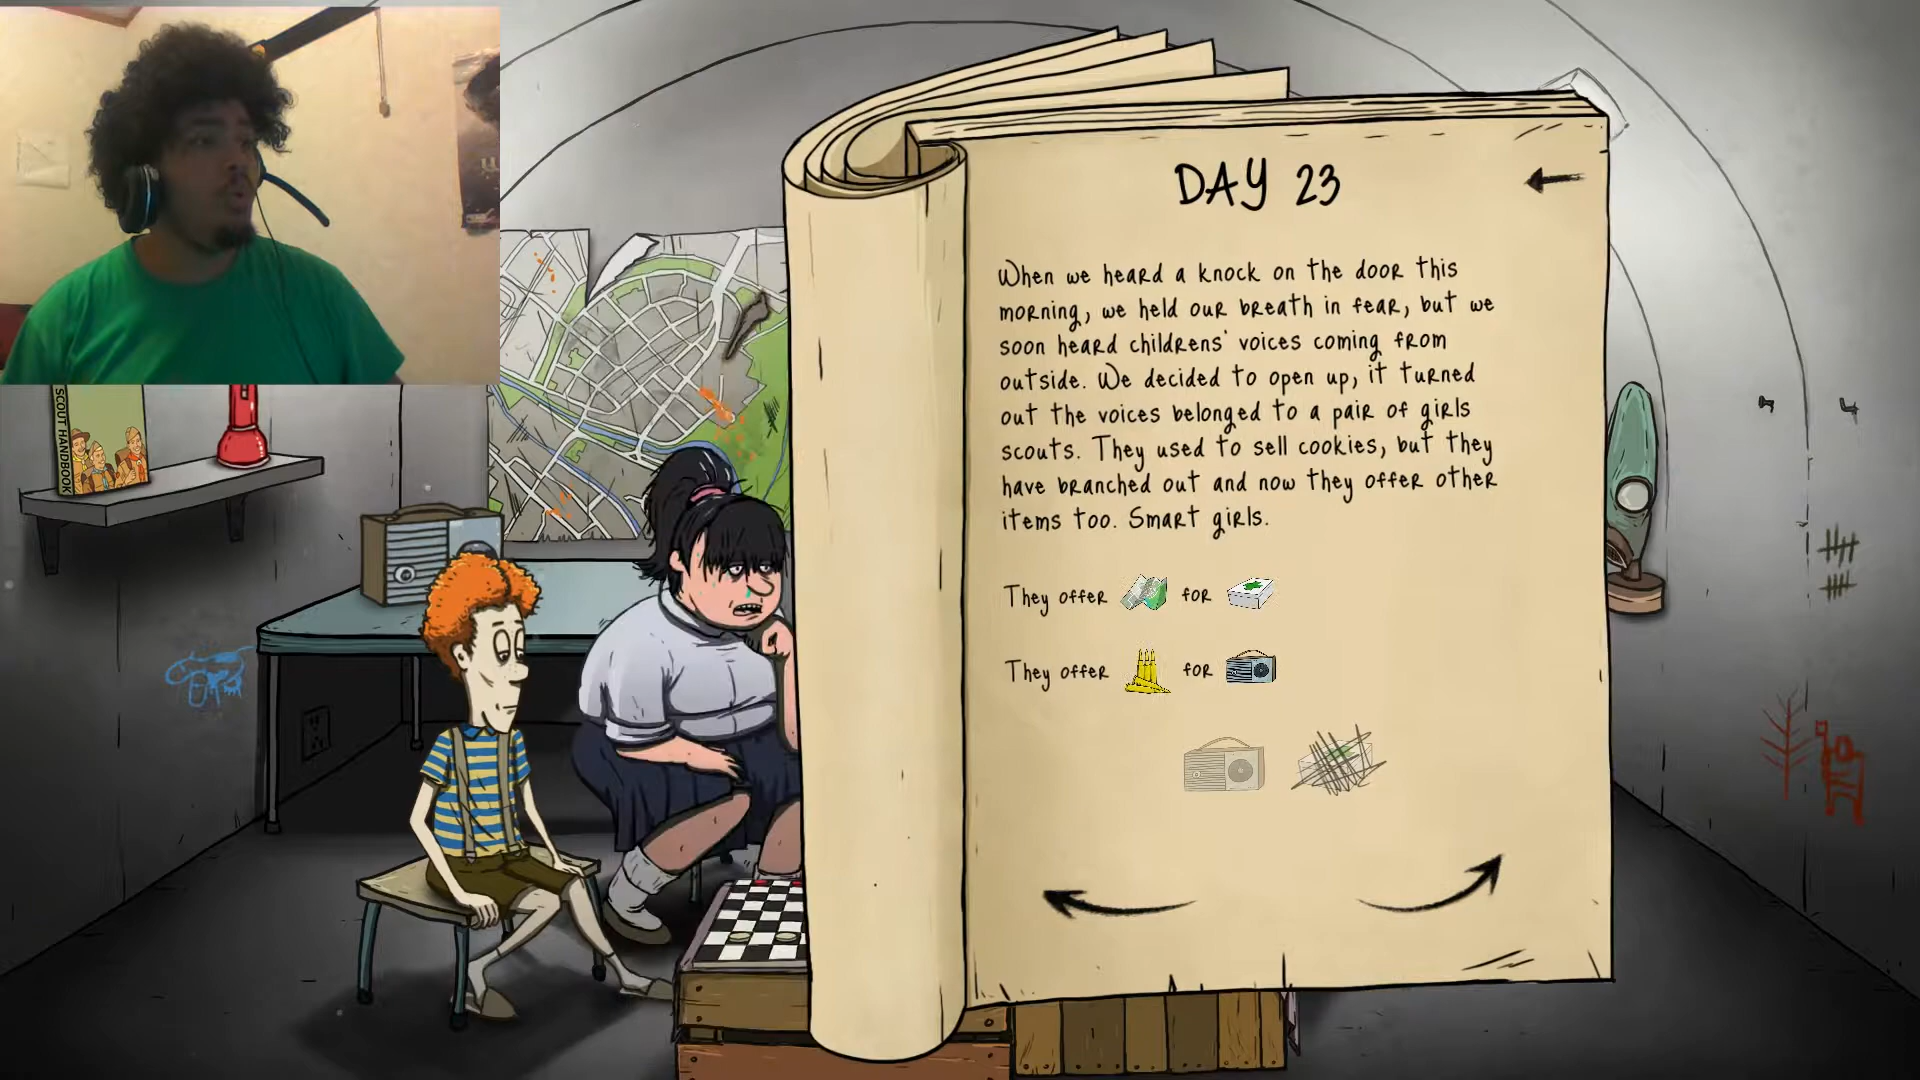 DAY 23
When we heard a knock on the door this
morning, we held our breath in fear, but we
soon heard childrens' voices coming from
outside. We decided to open up, it turned
out the voices belonged to a pair of girls
scouts. They used to sell cookies, but they
have branched out and now they offer other
items too. Smart girls.
They offer for
They offer for
SCOUT HANDBOOK